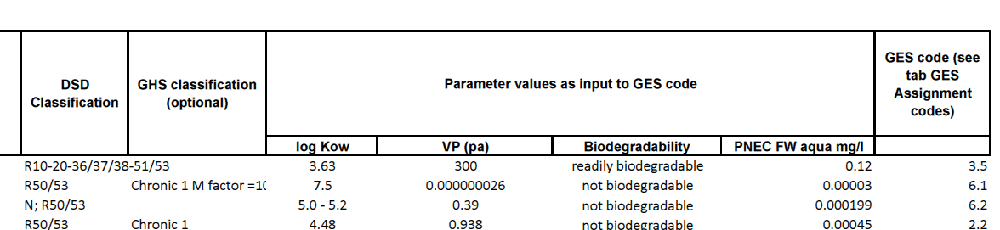 DSD Classification
GHS classification (optional)
Parameter values as input to GES code
GES code (see tab GES Assignment codes)
log Kow VP (pa) Biodegradability PNEC FW aqua mg/l
R10-20-36/37/38-51/53 3.63 300 readily biodegradable 0.12 3.5
R50/53 Chronic 1 M factor =10 7.5 0.000000026 not biodegradable 0.00003 6.1
N; R50/53 5.0 - 5.2 0.39 not biodegradable 0.000199 6.2
R50/53 Chronic 1 4.48 0.938 not biodegradable 0.00045 2.2